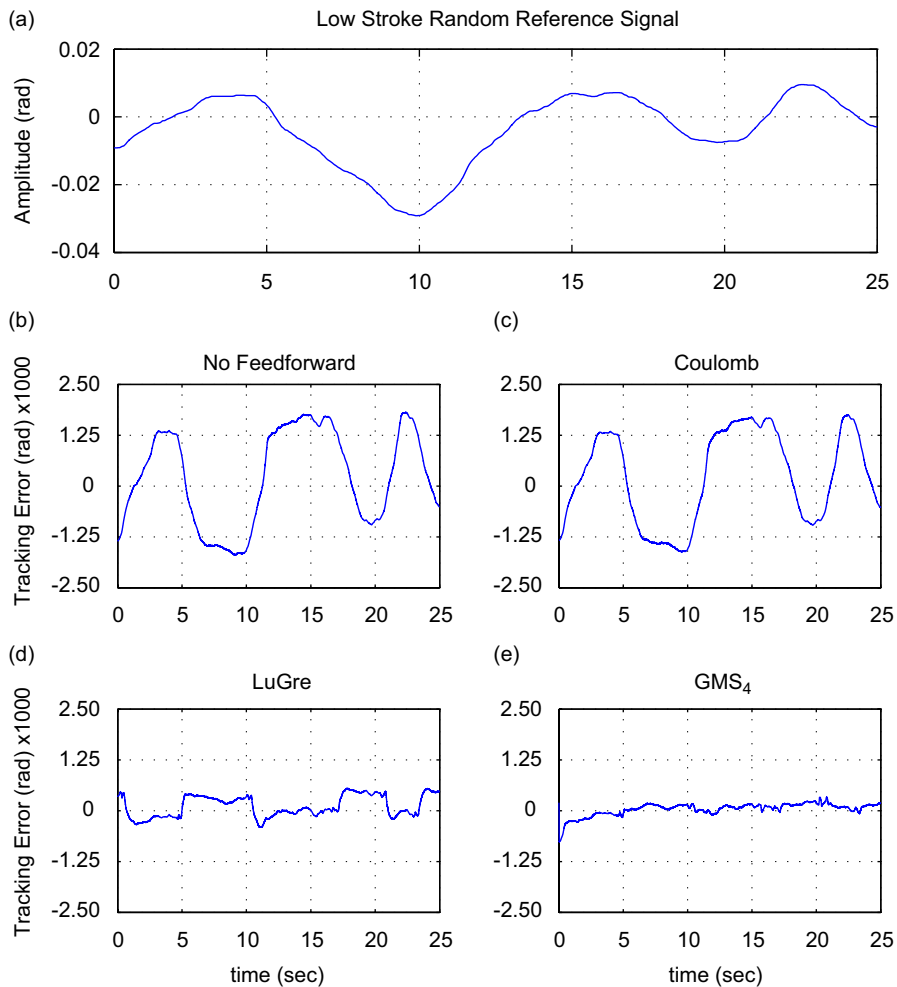 (a)
Low Stroke Random Reference Signal
Amplitude (rad)
0.02
0
-0.02
-0.04
0 5 10 15 20 25
(b)
No Feedforward
Tracking Error (rad) x1000
2.50
1.25
0
-1.25
-2.50
0 5 10 15 20 25
(c)
Coulomb
2.50
1.25
0
-1.25
-2.50
0 5 10 15 20 25
(d)
LuGre
Tracking Error (rad) x1000
2.50
1.25
0
-1.25
-2.50
0 5 10 15 20 25
time (sec)
(e)
GMS₄
2.50
1.25
0
-1.25
-2.50
0 5 10 15 20 25
time (sec)